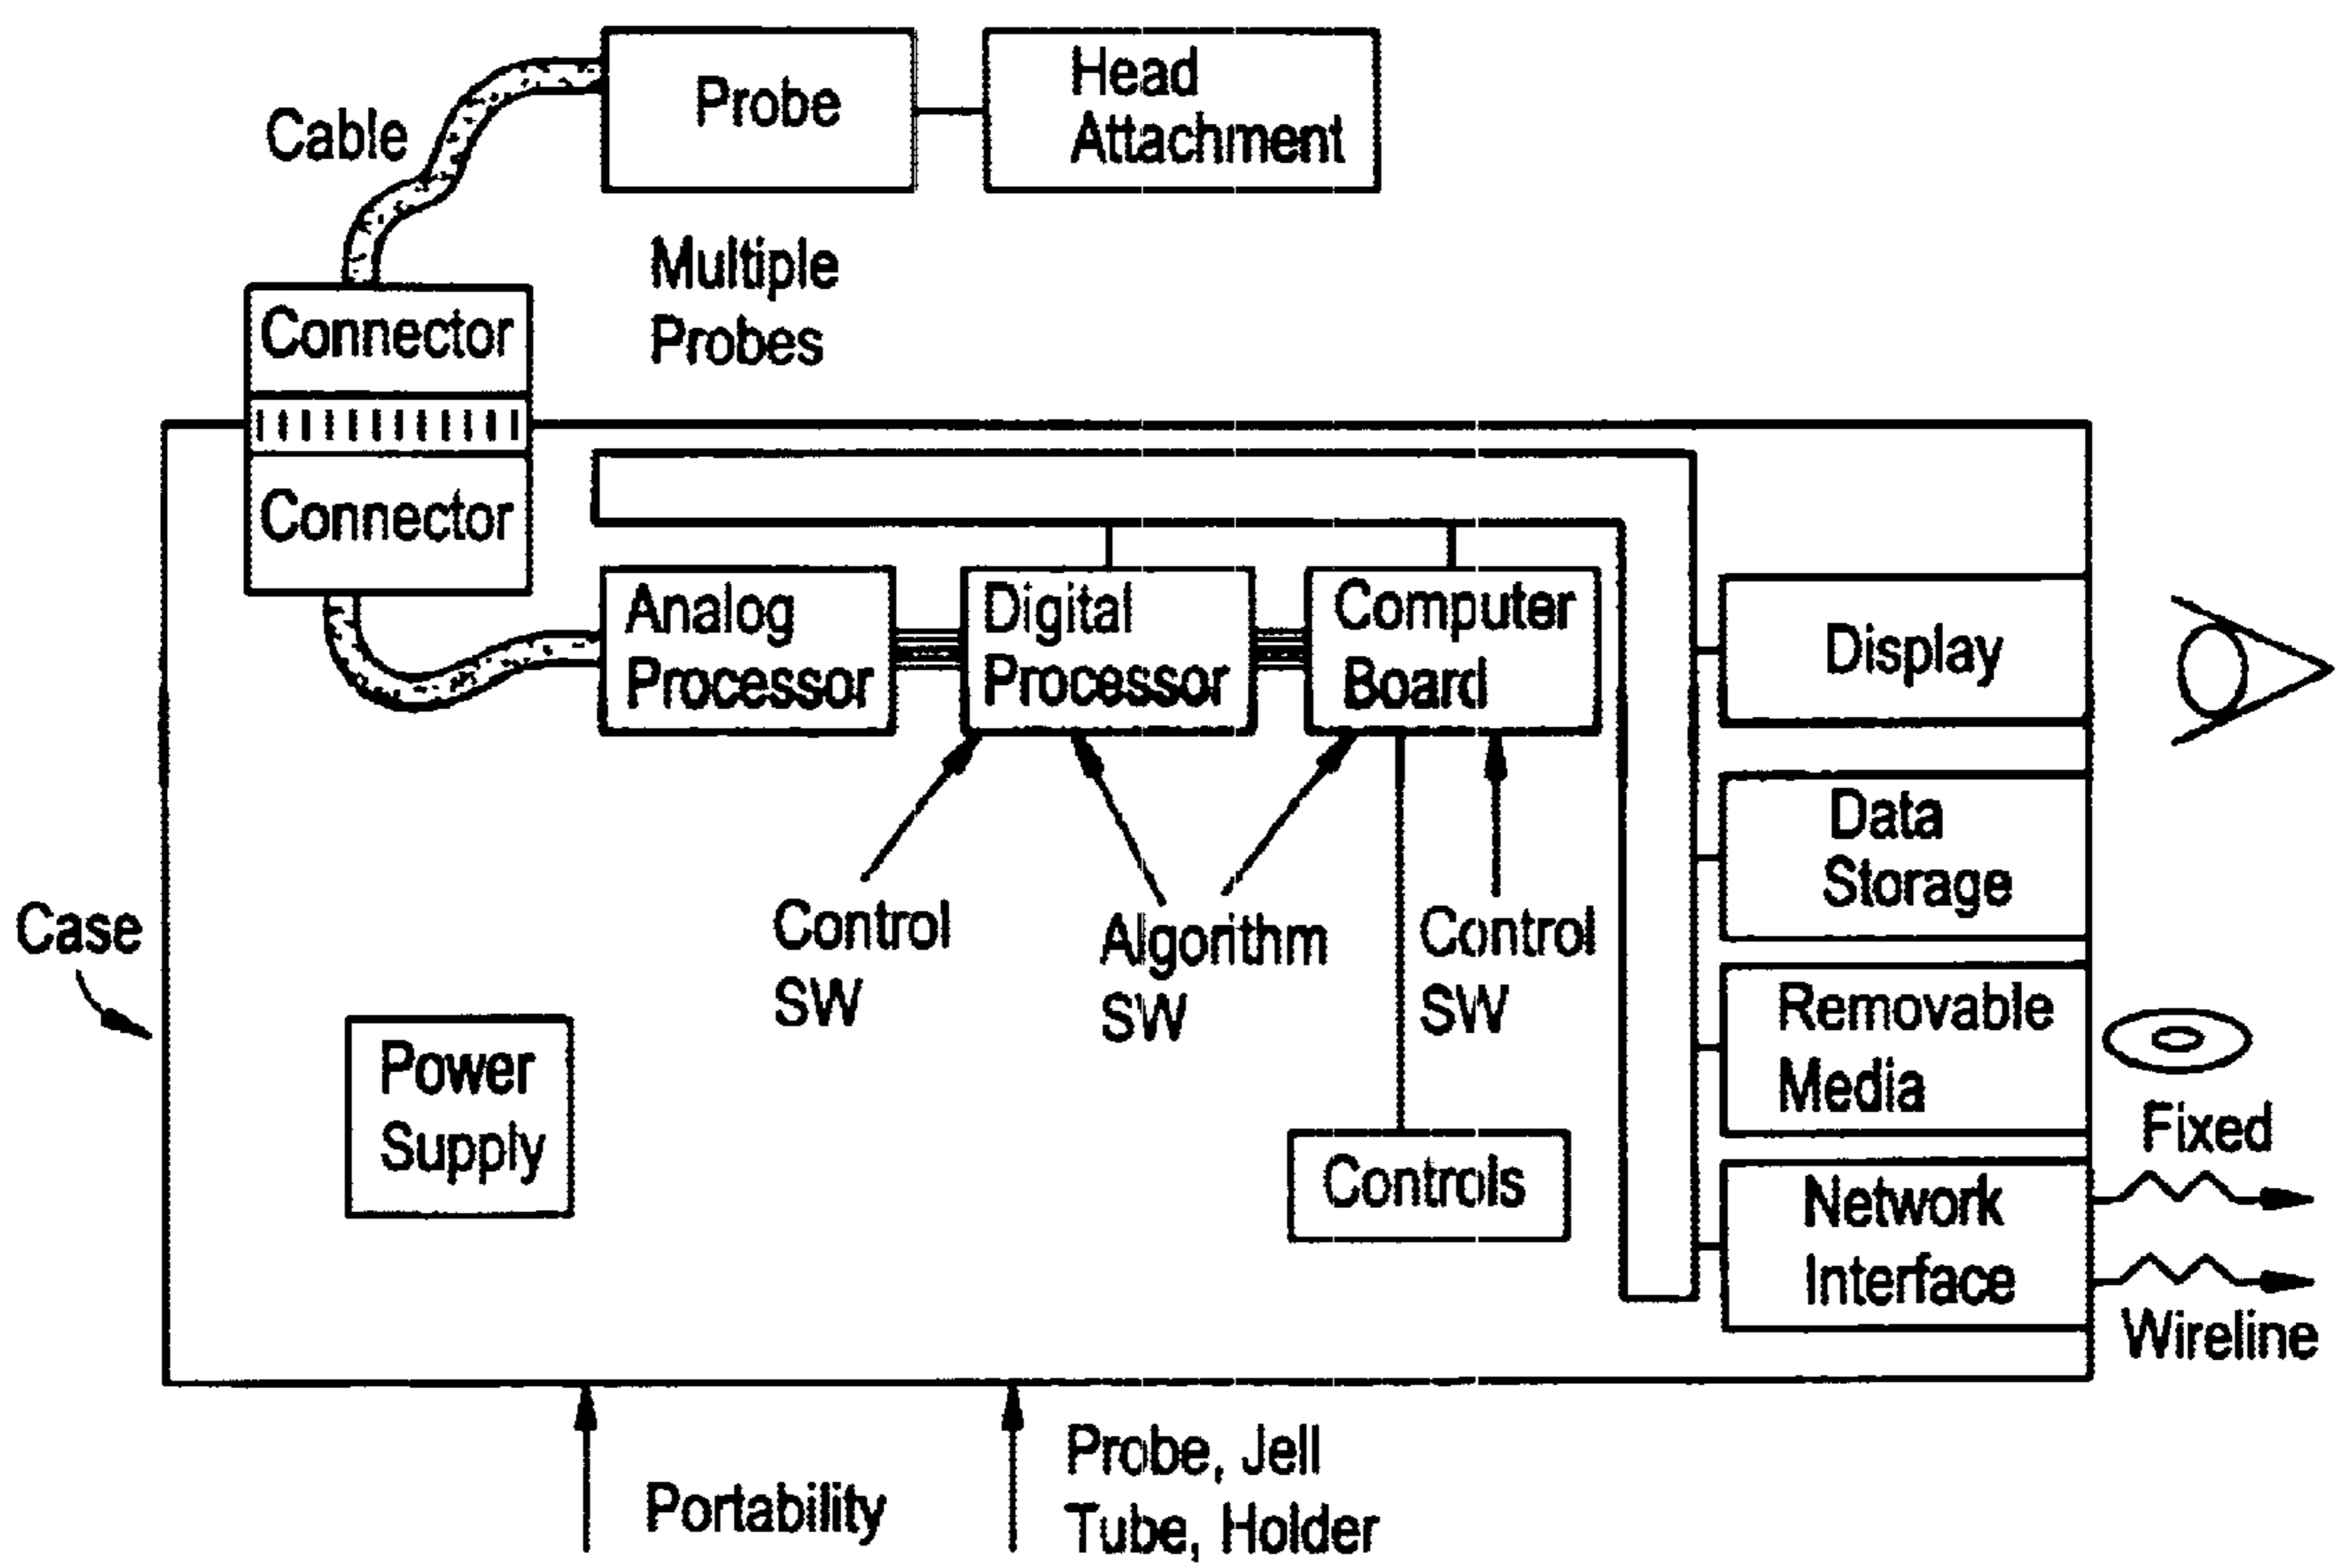 Probe
Head
Attachment
Cable
Multiple
Probes
Connector
Connector
Analog
Processor
Digital
Processor
Computer
Board
Display
Data
Storage
Control
SW
Algorithm
SW
Control
SW
Case
Removable
Media
Power
Supply
Fixed
Controls
Network
Interface
Wireline
Portability
Probe, Jell
Tube, Holder